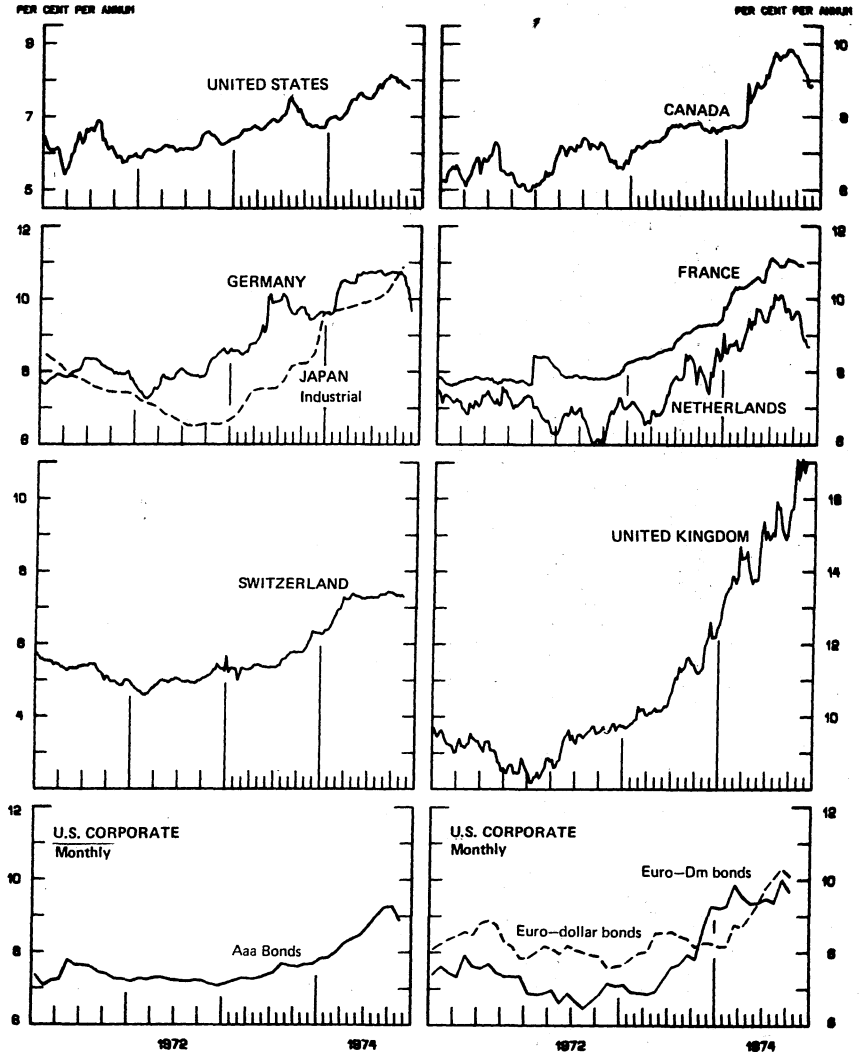 PER CENT PER ANNUM
PER CENT PER ANNUM
9
7
5
UNITED STATES
10
8
6
CANADA
12
10
8
6
GERMANY
JAPAN
Industrial
12
10
8
6
FRANCE
NETHERLANDS
10
8
6
4
SWITZERLAND
16
14
12
10
UNITED KINGDOM
12
10
8
6
U.S. CORPORATE
Monthly
Aaa Bonds
1972
1974
U.S. CORPORATE
Monthly
Euro-Dm bonds
Euro-dollar bonds
12
10
8
6
1972
1974